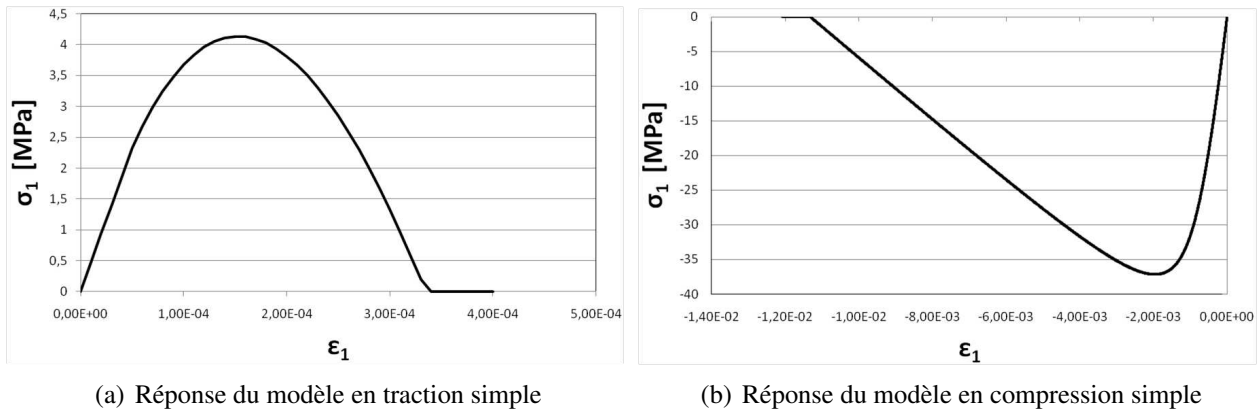 4,5
4
3,5
3
2,5
2
1,5
1
0,5
0
σ₁ [MPa]
0,00E+00 1,00E-04 2,00E-04 3,00E-04 4,00E-04 5,00E-04
ε₁
(a) Réponse du modèle en traction simple
0
-5
-10
-15
-20
-25
-30
-35
-40
σ₁ [MPa]
-1,40E-02 -1,20E-02 -1,00E-02 -8,00E-03 -6,00E-03 -4,00E-03 -2,00E-03 0,00E+00
ε₁
(b) Réponse du modèle en compression simple